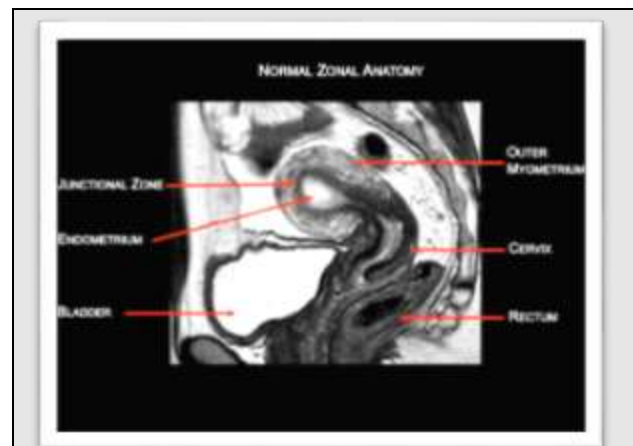 NORMAL ZONAL ANATOMY
OUTER
MYOMETRIUM
JUNCTIONAL ZONE
ENDOMETRIUM
CERVIX
BLADDER
RECTUM